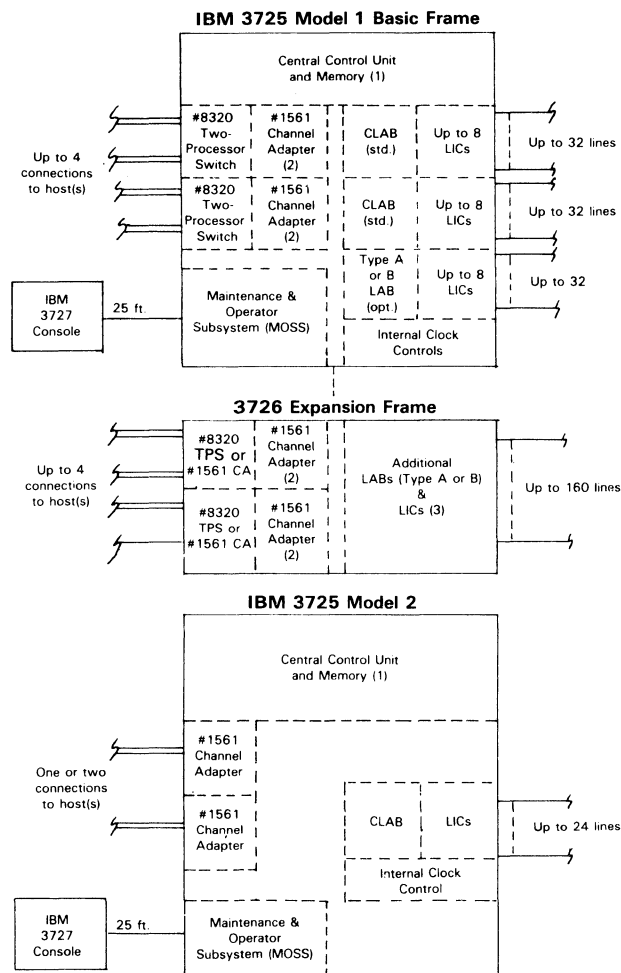 IBM 3725 Model 1 Basic Frame
Central Control Unit
and Memory (1)
Up to 4
connections
to host(s)
#8320
Two-
Processor
Switch
#1561
Channel
Adapter
(2)
CLAB
(std.)
Up to 8
LICs
Up to 32 lines
#8320
Two-
Processor
Switch
#1561
Channel
Adapter
(2)
CLAB
(std.)
Up to 8
LICs
Up to 32 lines
Type A
or B
LAB
(opt.)
Up to 8
LICs
Up to 32
IBM
3727
Console
25 ft.
Maintenance &
Operator
Subsystem (MOSS)
Internal Clock
Controls
3726 Expansion Frame
Up to 4
connections
to host(s)
#8320
TPS or
#1561 CA
#1561
Channel
Adapter
(2)
#8320
TPS or
#1561 CA
#1561
Channel
Adapter
(2)
Additional
LABs (Type A or B)
&
LICs (3)
Up to 160 lines
IBM 3725 Model 2
Central Control Unit
and Memory (1)
One or two
connections
to host(s)
#1561
Channel
Adapter
#1561
Channel
Adapter
CLAB
LICs
Up to 24 lines
Internal Clock
Control
IBM
3727
Console
25 ft.
Maintenance &
Operator
Subsystem (MOSS)